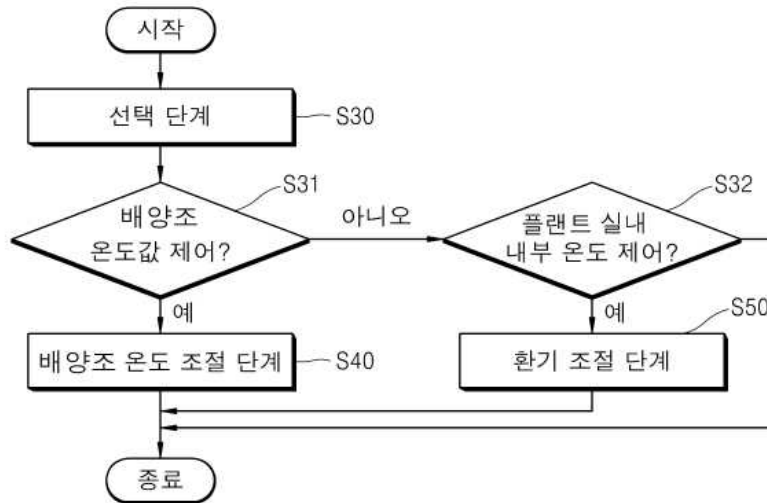 시작
선택 단계
S30
배양조
온도값 제어?
S31
아니오
플랜트 실내
내부 온도 제어?
S32
예
예
배양조 온도 조절 단계
S40
환기 조절 단계
S50
종료